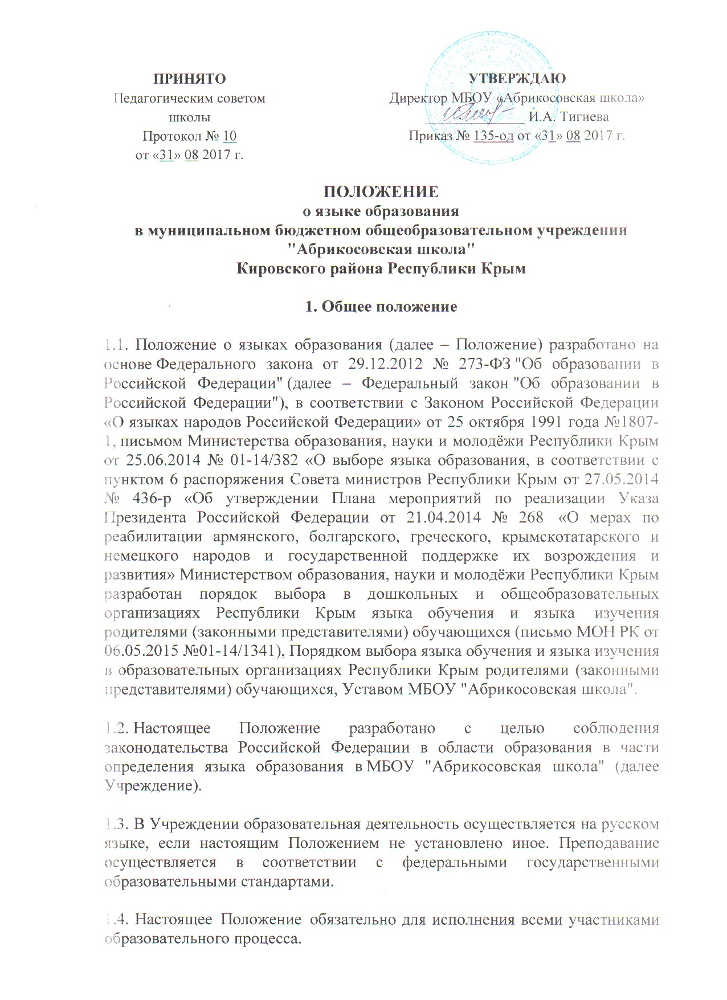 ПРИНЯТО
Педагогическим советом
школы
Протокол № 10
от «31» 08 2017 г.
УТВЕРЖДАЮ
Директор МБОУ «Абрикосовская школа»
И.А. Тигиева
Приказ № 135-од от «31» 08 2017 г.
ПОЛОЖЕНИЕ
о языке образования
в муниципальном бюджетном общеобразовательном учреждении
"Абрикосовская школа"
Кировского района Республики Крым
1. Общее положение
1.1. Положение о языках образования (далее – Положение) разработано на
основе Федерального закона от 29.12.2012 № 273-ФЗ "Об образовании в
Российской Федерации" (далее – Федеральный закон "Об образовании в
Российской Федерации"), в соответствии с Законом Российской Федерации
«О языках народов Российской Федерации» от 25 октября 1991 года №1807-
1, письмом Министерства образования, науки и молодёжи Республики Крым
от 25.06.2014 № 01-14/382 «О выборе языка образования, в соответствии с
пунктом 6 распоряжения Совета министров Республики Крым от 27.05.2014
№ 436-р «Об утверждении Плана мероприятий по реализации Указа
Президента Российской Федерации от 21.04.2014 № 268 «О мерах по
реабилитации армянского, болгарского, греческого, крымскотатарского и
немецкого народов и государственной поддержке их возрождения и
развития» Министерством образования, науки и молодёжи Республики Крым
разработан порядок выбора в дошкольных и общеобразовательных
организациях Республики Крым языка обучения и языка изучения
родителями (законными представителями) обучающихся (письмо МОН РК от
06.05.2015 №01-14/1341), Порядком выбора языка обучения и языка изучения
в образовательных организациях Республики Крым родителями (законными
представителями) обучающихся, Уставом МБОУ "Абрикосовская школа".
1.2. Настоящее Положение разработано с целью соблюдения
законодательства Российской Федерации в области образования в части
определения языка образования в МБОУ "Абрикосовская школа" (далее
Учреждение).
1.3. В Учреждении образовательная деятельность осуществляется на русском
языке, если настоящим Положением не установлено иное. Преподавание
осуществляется в соответствии с федеральными государственными
образовательными стандартами.
1.4. Настоящее Положение обязательно для исполнения всеми участниками
образовательного процесса.